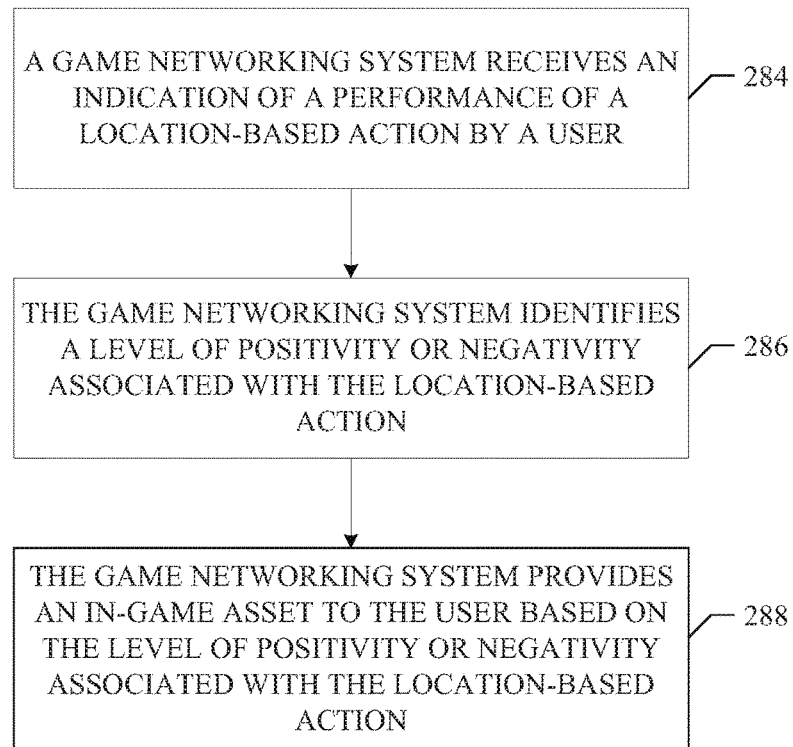 A GAME NETWORKING SYSTEM RECEIVES AN
INDICATION OF A PERFORMANCE OF A
LOCATION-BASED ACTION BY A USER
284
THE GAME NETWORKING SYSTEM IDENTIFIES
A LEVEL OF POSITIVITY OR NEGATIVITY
ASSOCIATED WITH THE LOCATION-BASED
ACTION
286
THE GAME NETWORKING SYSTEM PROVIDES
AN IN-GAME ASSET TO THE USER BASED ON
THE LEVEL OF POSITIVITY OR NEGATIVITY
ASSOCIATED WITH THE LOCATION-BASED
ACTION
288